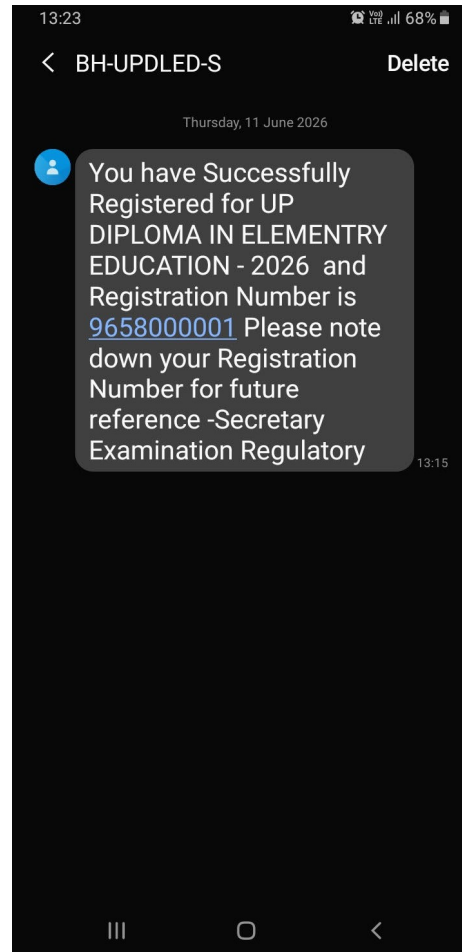 13:23
Vo)) LTE 68%
BH-UPDLED-S Delete
Thursday, 11 June 2026
You have Successfully
Registered for UP
DIPLOMA IN ELEMENTRY
EDUCATION - 2026  and
Registration Number is
9658000001 Please note
down your Registration
Number for future
reference -Secretary
Examination Regulatory
13:15